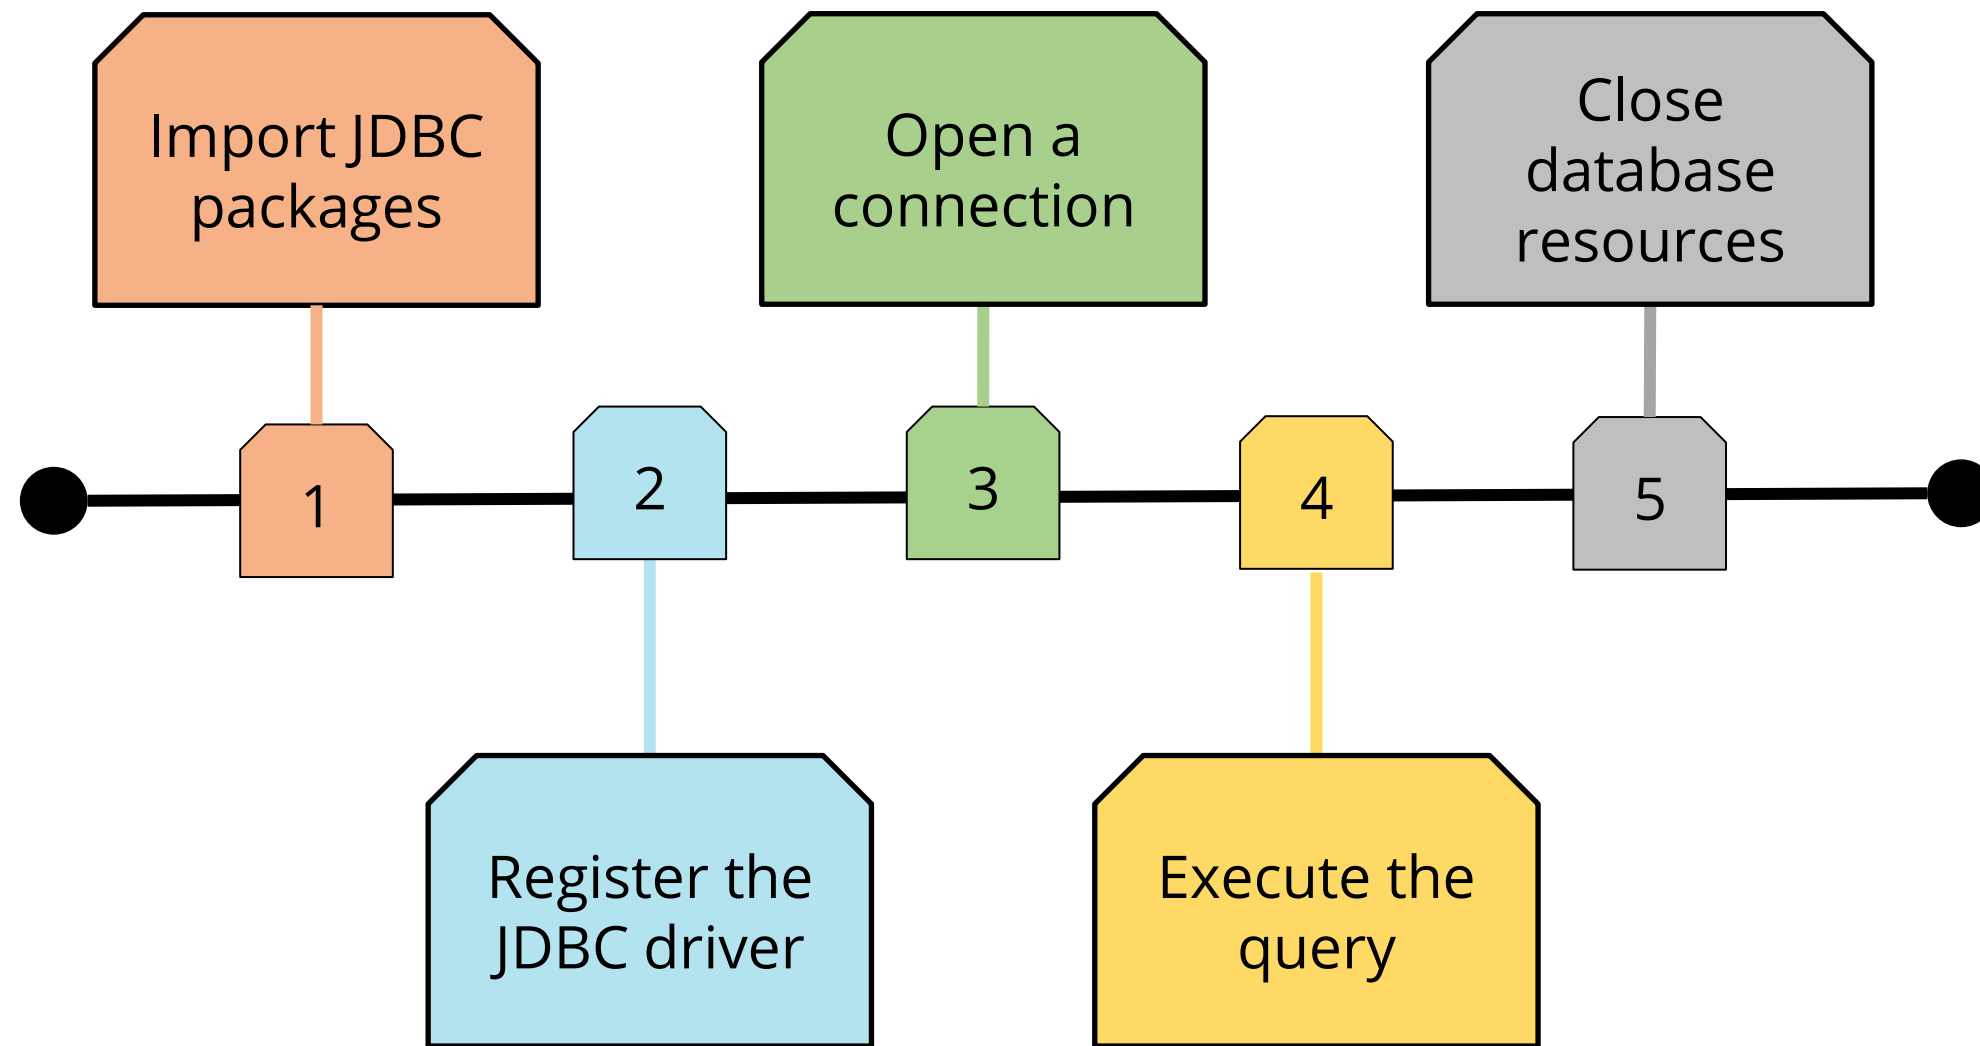 Import JDBC
packages
Open a
connection
Close
database
resources
1
2
3
4
5
Register the
JDBC driver
Execute the
query